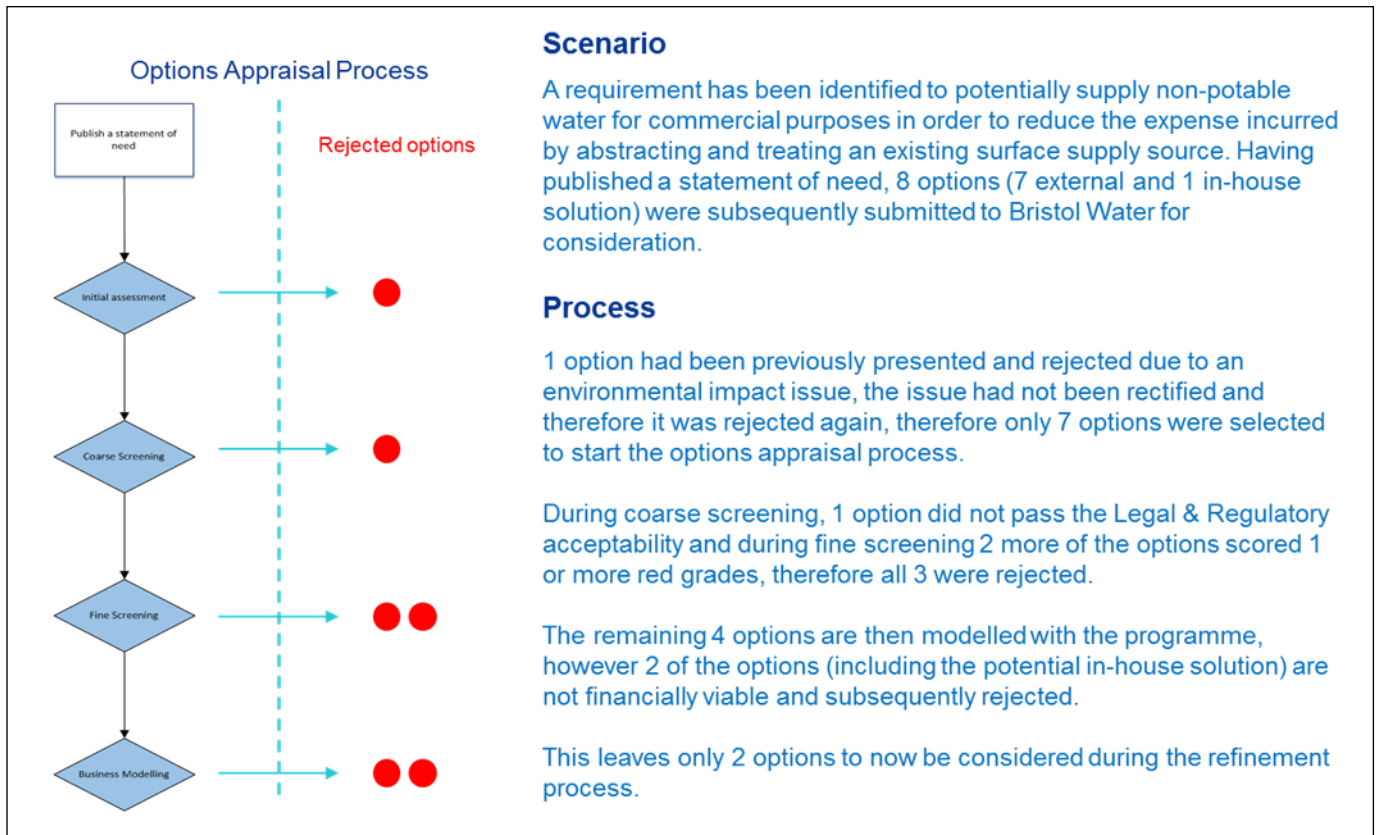 Options Appraisal Process
Publish a statement of
need
Rejected options
Initial assessment
Coarse Screening
Fine Screening
Business Modelling
Scenario
A requirement has been identified to potentially supply non-potable
water for commercial purposes in order to reduce the expense incurred
by abstracting and treating an existing surface supply source. Having
published a statement of need, 8 options (7 external and 1 in-house
solution) were subsequently submitted to Bristol Water for
consideration.
Process
1 option had been previously presented and rejected due to an
environmental impact issue, the issue had not been rectified and
therefore it was rejected again, therefore only 7 options were selected
to start the options appraisal process.
During coarse screening, 1 option did not pass the Legal & Regulatory
acceptability and during fine screening 2 more of the options scored 1
or more red grades, therefore all 3 were rejected.
The remaining 4 options are then modelled with the programme,
however 2 of the options (including the potential in-house solution) are
not financially viable and subsequently rejected.
This leaves only 2 options to now be considered during the refinement
process.